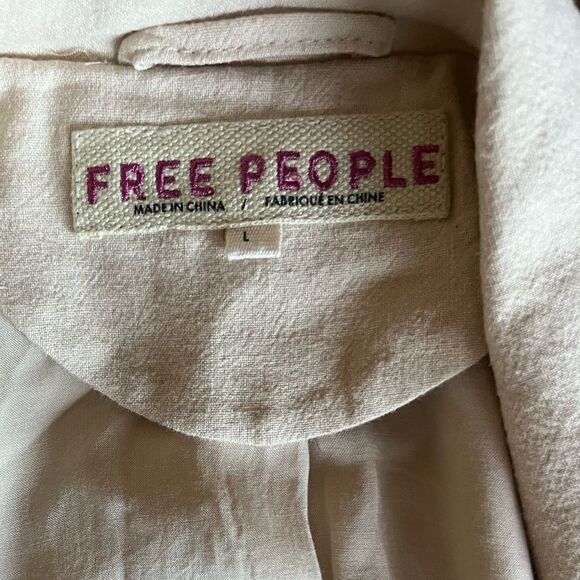 FREE PEOPLE
MADE IN CHINA / FABRIQUÉ EN CHINE
L